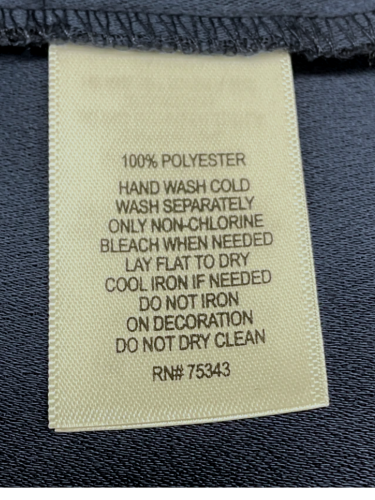 100% POLYESTER
HAND WASH COLD
WASH SEPARATELY
ONLY NON-CHLORINE
BLEACH WHEN NEEDED
LAY FLAT TO DRY
COOL IRON IF NEEDED
DO NOT IRON
ON DECORATION
DO NOT DRY CLEAN
RN# 75343